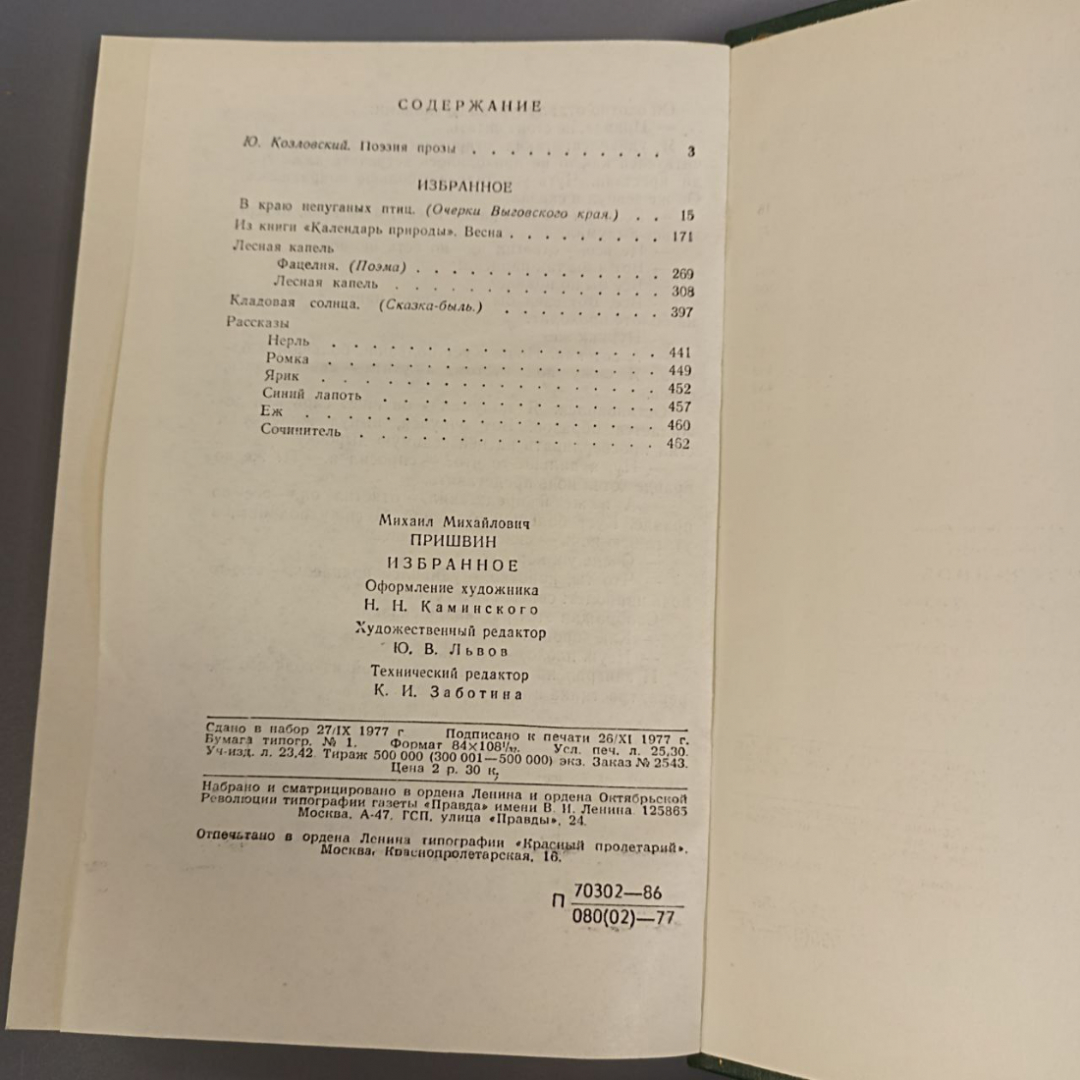 СОДЕРЖАНИЕ
Ю. Козловский. Поэзия прозы . . . . . . . . . . . 3
ИЗБРАННОЕ
В краю непуганых птиц. (Очерки Выговского края.) . . 15
Из книги «Календарь природы». Весна . . . . . . . . . 171
Лесная капель
Фацелия. (Поэма) . . . . . . . . . . . . . . 269
Лесная капель . . . . . . . . . . . . . . . 308
Кладовая солнца. (Сказка-быль.) . . . . . . . . . 397
Рассказы
Нерль . . . . . . . . . . . . . . . . . . 441
Ромка . . . . . . . . . . . . . . . . . . 449
Ярик . . . . . . . . . . . . . . . . . . 452
Синий лапоть . . . . . . . . . . . . . . . 457
Еж . . . . . . . . . . . . . . . . . . . 460
Сочинитель . . . . . . . . . . . . . . . . 462
Михаил Михайлович
ПРИШВИН
ИЗБРАННОЕ
Оформление художника
Н. Н. Каминского
Художественный редактор
Ю. В. Львов
Технический редактор
К. И. Заботина
Сдано в набор 27/IX 1977 г Подписано к печати 26/XI 1977 г.
Бумага типогр. № 1. Формат 84×108¹/₃₂. Усл. печ. л. 25,30.
Уч-изд. л. 23,42. Тираж 500 000 (300 001—500 000) экз. Заказ № 2543.
Цена 2 р. 30 к,
Набрано и сматрицировано в ордена Ленина и ордена Октябрьской
Революции типографии газеты «Правда» имени В. И. Ленина. 125865
Москва, А-47, ГСП, улица «Правды», 24.
Отпечатано в ордена Ленина типографии «Красный пролетарий».
Москва, Краснопролетарская, 16.
П 70302—86
080(02)—77